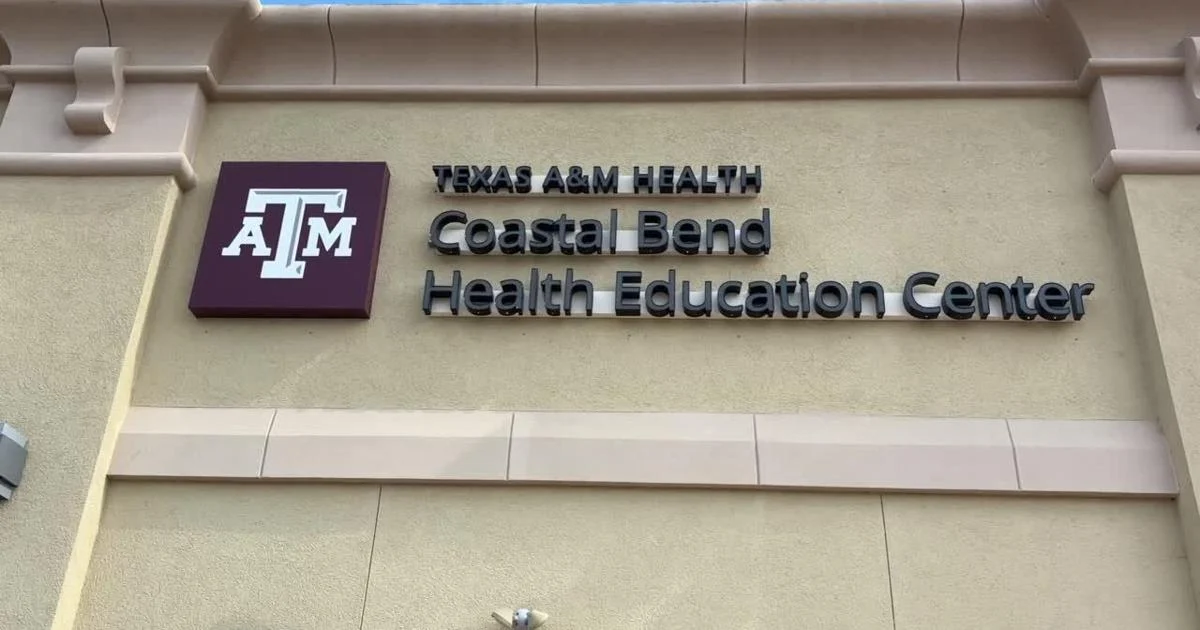 ATM
TEXAS A&M HEALTH
Coastal Bend
Health Education Center